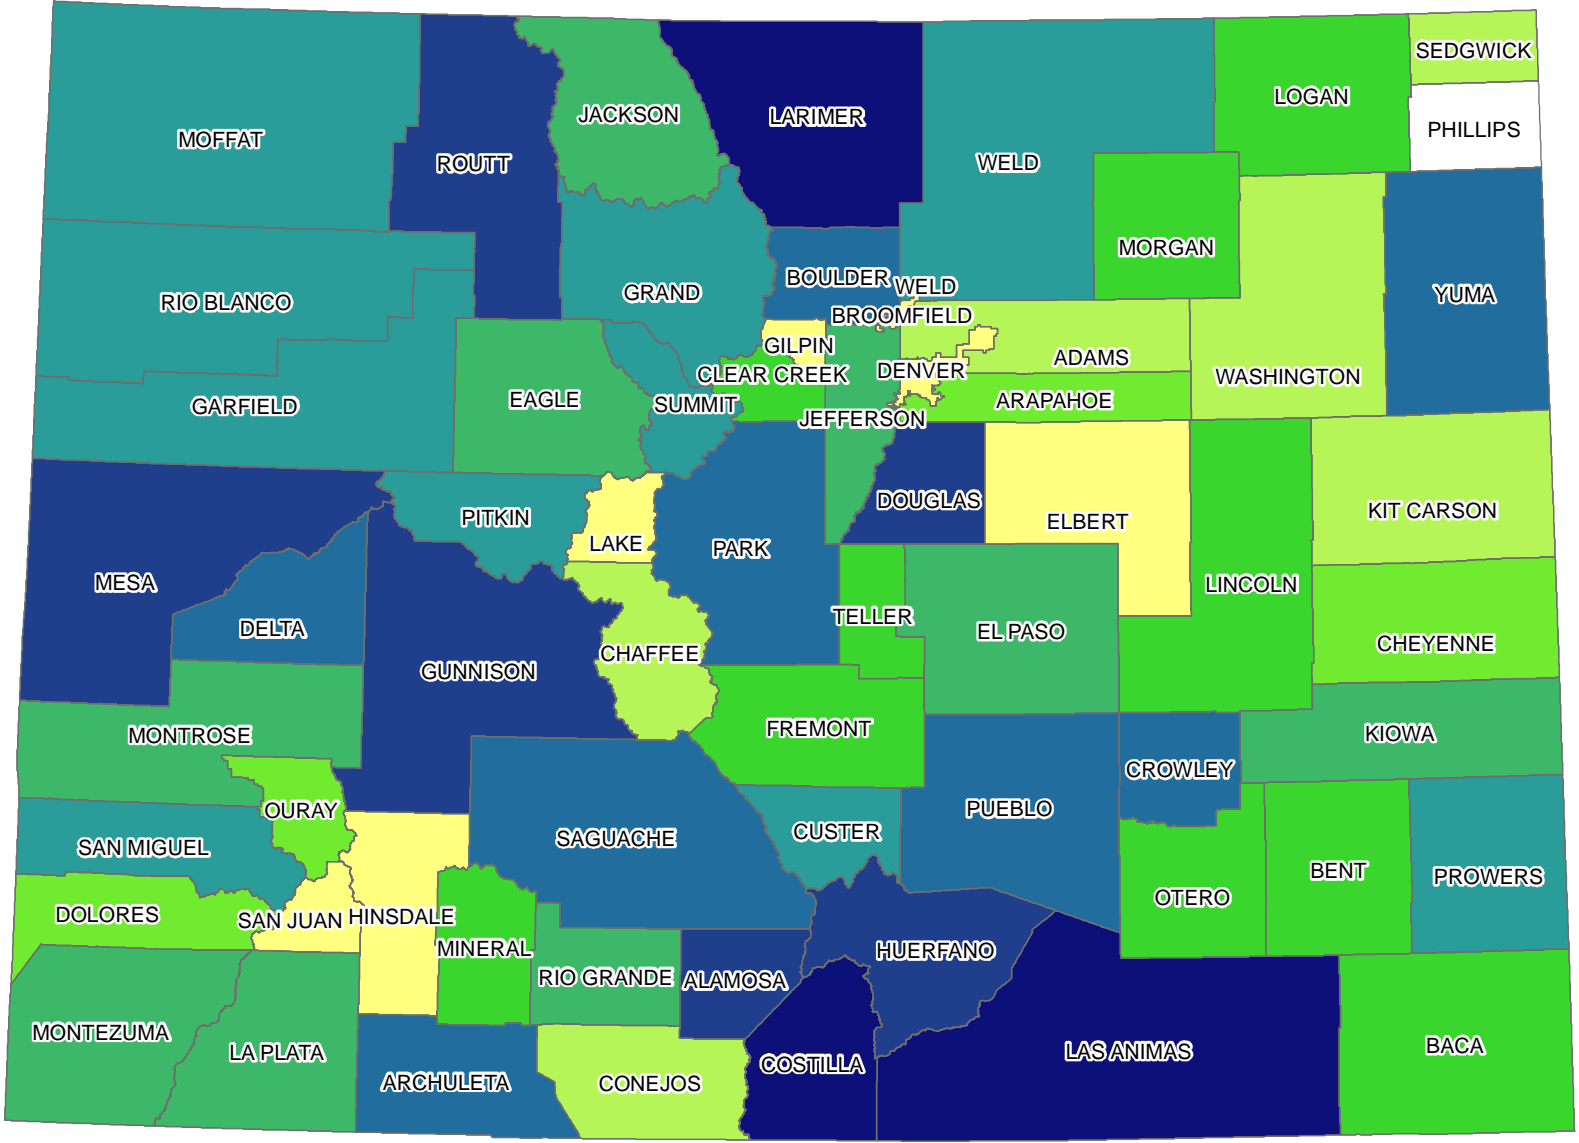 SEDGWICK
LOGAN
JACKSON
LARIMER
PHILLIPS
MOFFAT
ROUTT
WELD
MORGAN
BOULDER
WELD
GRAND
YUMA
RIO BLANCO
BROOMFIELD
GILPIN
ADAMS
CLEAR CREEK
DENVER
WASHINGTON
EAGLE
ARAPAHOE
GARFIELD
SUMMIT
JEFFERSON
DOUGLAS
KIT CARSON
PITKIN
ELBERT
LAKE
PARK
MESA
LINCOLN
TELLER
DELTA
EL PASO
CHEYENNE
CHAFFEE
GUNNISON
FREMONT
MONTROSE
KIOWA
CROWLEY
OURAY
PUEBLO
CUSTER
SAGUACHE
SAN MIGUEL
BENT
PROWERS
OTERO
DOLORES
SAN JUAN
HINSDALE
MINERAL
HUERFANO
RIO GRANDE
ALAMOSA
MONTEZUMA
LA PLATA
BACA
LAS ANIMAS
COSTILLA
ARCHULETA
CONEJOS